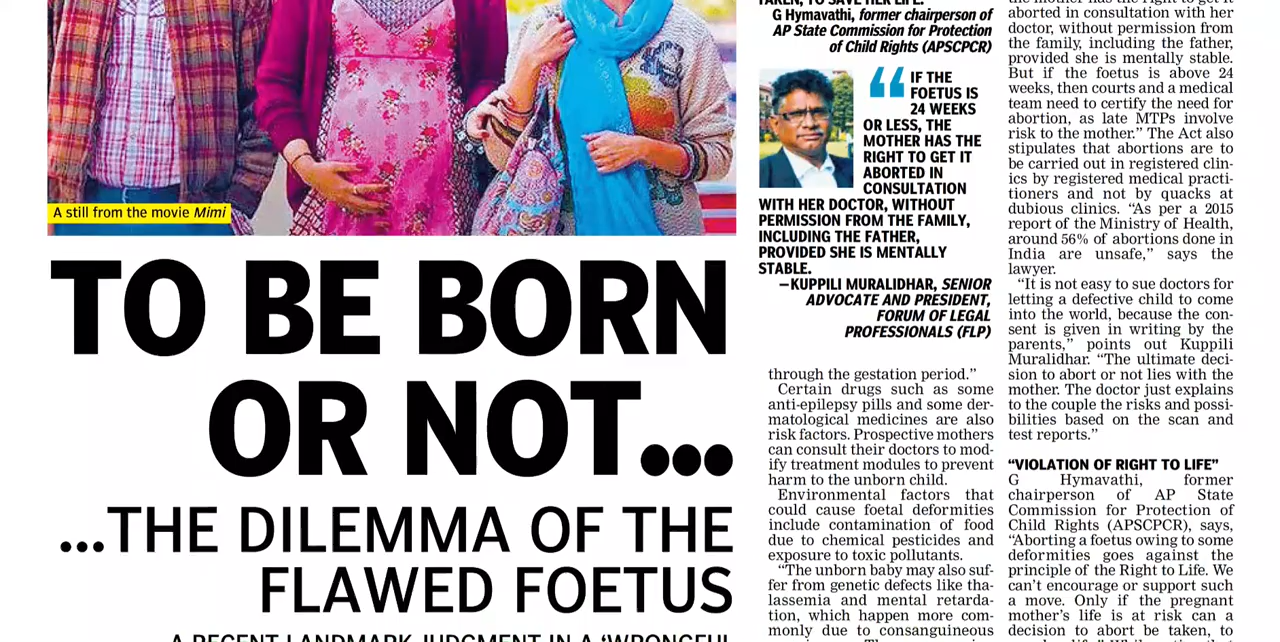 A still from the movie Mimi
TO BE BORN
OR NOT...
...THE DILEMMA OF THE
FLAWED FOETUS
A RECENT LANDMARK JUDGMENT IN A 'WRONGFUL
TAKEN, TO SAVE HER LIFE.
G Hymavathi, former chairperson of
AP State Commission for Protection
of Child Rights (APSCPCR)
“IF THE
FOETUS IS
24 WEEKS
OR LESS, THE
MOTHER HAS THE
RIGHT TO GET IT
ABORTED IN
CONSULTATION
WITH HER DOCTOR, WITHOUT
PERMISSION FROM THE FAMILY,
INCLUDING THE FATHER,
PROVIDED SHE IS MENTALLY
STABLE.
—KUPPILI MURALIDHAR, SENIOR
ADVOCATE AND PRESIDENT,
FORUM OF LEGAL
PROFESSIONALS (FLP)
through the gestation period.”
Certain drugs such as some
anti-epilepsy pills and some der-
matological medicines are also
risk factors. Prospective mothers
can consult their doctors to mod-
ify treatment modules to prevent
harm to the unborn child.
Environmental factors that
could cause foetal deformities
include contamination of food
due to chemical pesticides and
exposure to toxic pollutants.
“The unborn baby may also suf-
fer from genetic defects like tha-
lassemia and mental retarda-
tion, which happen more com-
monly due to consanguineous
the mother has the right to get it
aborted in consultation with her
doctor, without permission from
the family, including the father,
provided she is mentally stable.
But if the foetus is above 24
weeks, then courts and a medical
team need to certify the need for
abortion, as late MTPs involve
risk to the mother.” The Act also
stipulates that abortions are to
be carried out in registered clin-
ics by registered medical practi-
tioners and not by quacks at
dubious clinics. “As per a 2015
report of the Ministry of Health,
around 56% of abortions done in
India are unsafe,” says the
lawyer.
“It is not easy to sue doctors for
letting a defective child to come
into the world, because the con-
sent is given in writing by the
parents,” points out Kuppili
Muralidhar. “The ultimate deci-
sion to abort or not lies with the
mother. The doctor just explains
to the couple the risks and possi-
bilities based on the scan and
test reports.”
“VIOLATION OF RIGHT TO LIFE”
G Hymavathi, former
chairperson of AP State
Commission for Protection of
Child Rights (APSCPCR), says,
“Aborting a foetus owing to some
deformities goes against the
principle of the Right to Life. We
can’t encourage or support such
a move. Only if the pregnant
mother’s life is at risk can a
decision to abort be taken, to